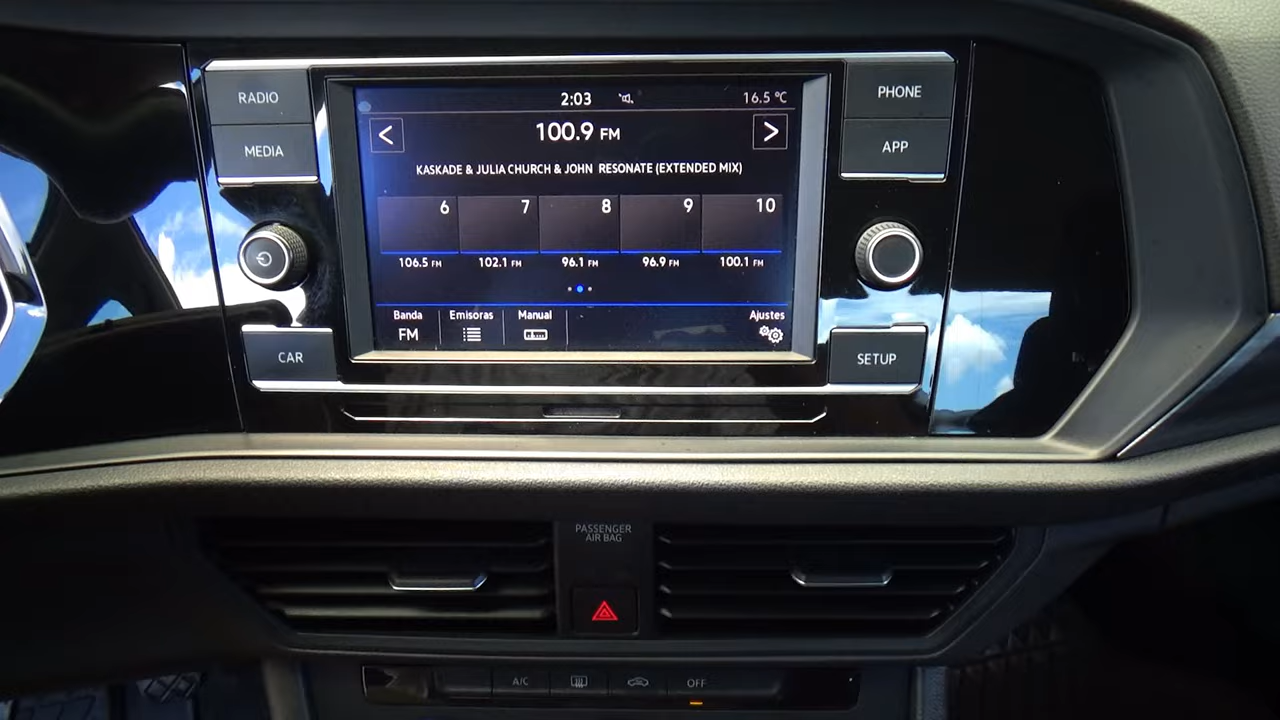 RADIO
MEDIA
CAR
PHONE
APP
SETUP
2:03
16.5 °C
<
100.9 FM
>
KASKADE & JULIA CHURCH & JOHN RESONATE (EXTENDED MIX)
6 7 8 9 10
106.5 FM 102.1 FM 96.1 FM 96.9 FM 100.1 FM
Banda Emisoras Manual Ajustes
FM
PASSENGER
AIR BAG
A/C OFF